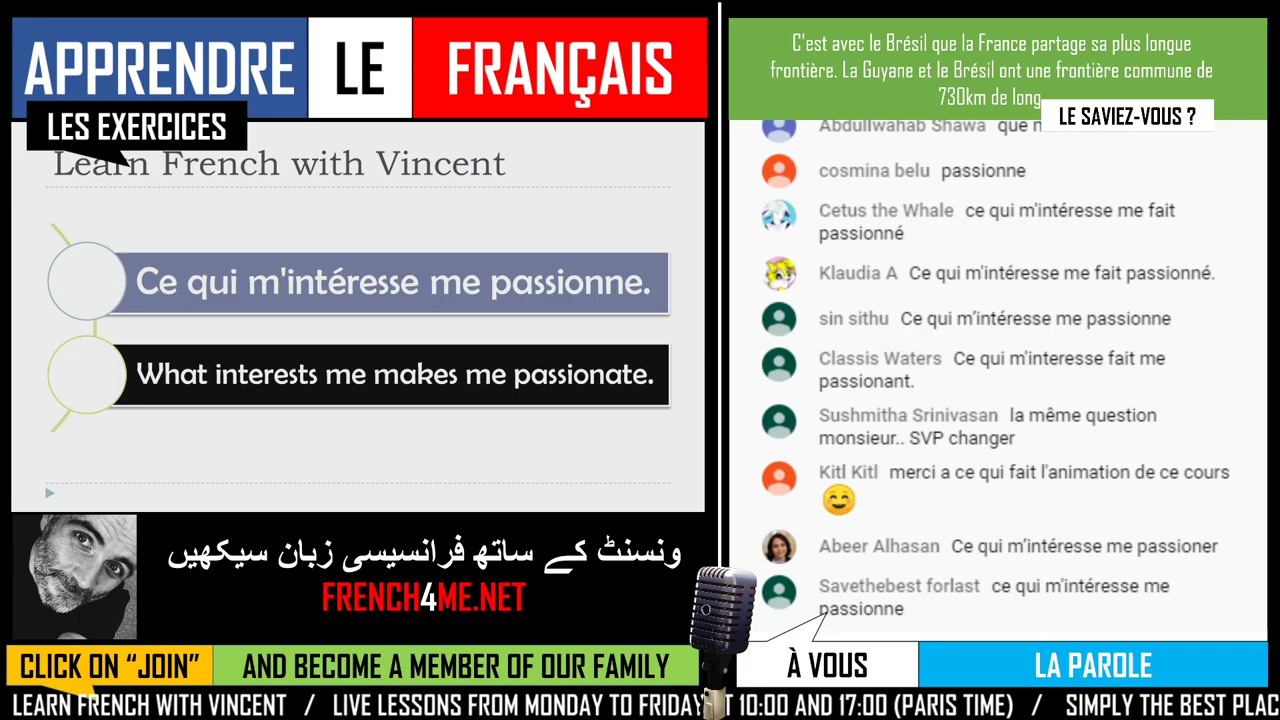 APPRENDRE LE FRANÇAIS
LES EXERCICES
Learn French with Vincent
Ce qui m'intéresse me passionne.
What interests me makes me passionate.
ونسنٹ کے ساتھ فرانسیسی زبان سیکھیں
FRENCH4ME.NET
CLICK ON “JOIN” AND BECOME A MEMBER OF OUR FAMILY
C'est avec le Brésil que la France partage sa plus longue
frontière. La Guyane et le Brésil ont une frontière commune de
730km de long
LE SAVIEZ-VOUS ?
Abdullwahab Shawa que
cosmina belu passionne
Cetus the Whale ce qui m'intéresse me fait
passionné
Klaudia A Ce qui m'intéresse me fait passionné.
sin sithu Ce qui m’intéresse me passionne
Classis Waters Ce qui m'interesse fait me
passionant.
Sushmitha Srinivasan la même question
monsieur.. SVP changer
Kitl Kitl merci a ce qui fait l'animation de ce cours
Abeer Alhasan Ce qui m’intéresse me passioner
Savethebest forlast ce qui m'intéresse me
passionne
À VOUS LA PAROLE
LEARN FRENCH WITH VINCENT / LIVE LESSONS FROM MONDAY TO FRIDAY AT 10:00 AND 17:00 (PARIS TIME) / SIMPLY THE BEST PLAC